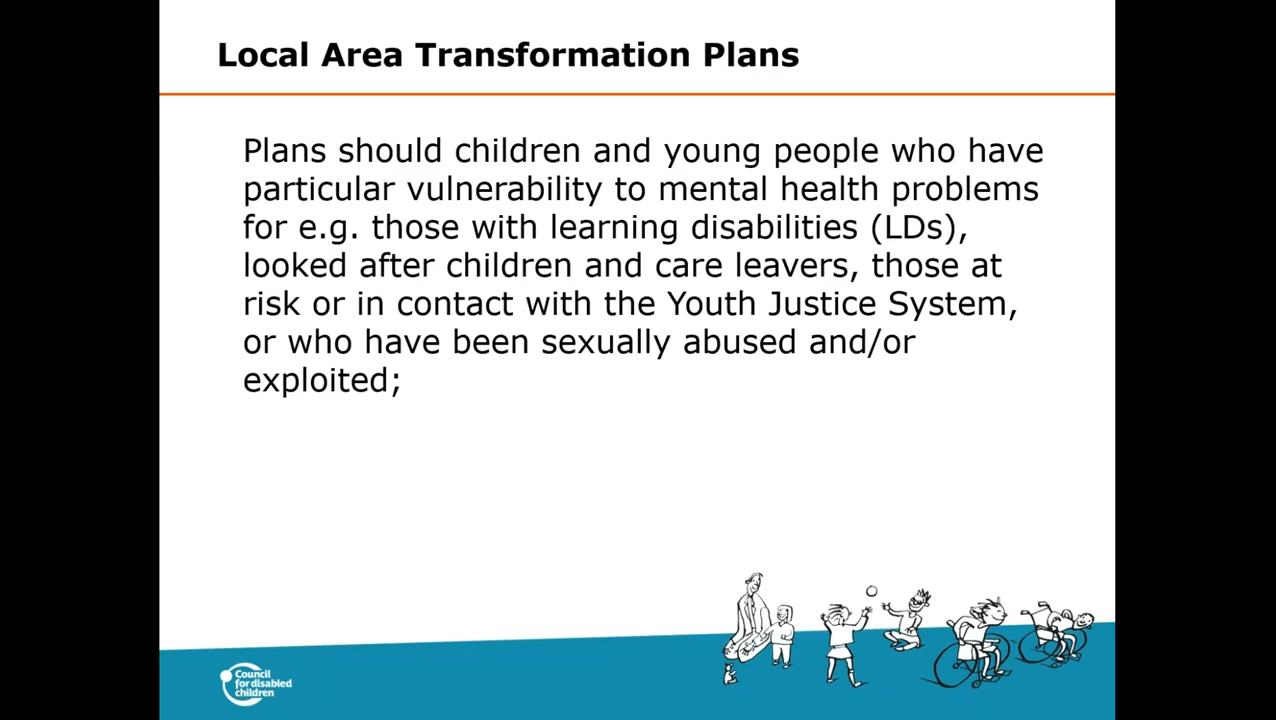 Local Area Transformation Plans
Plans should children and young people who have
particular vulnerability to mental health problems
for e.g. those with learning disabilities (LDs),
looked after children and care leavers, those at
risk or in contact with the Youth Justice System,
or who have been sexually abused and/or
exploited;
Council
for disabled
children